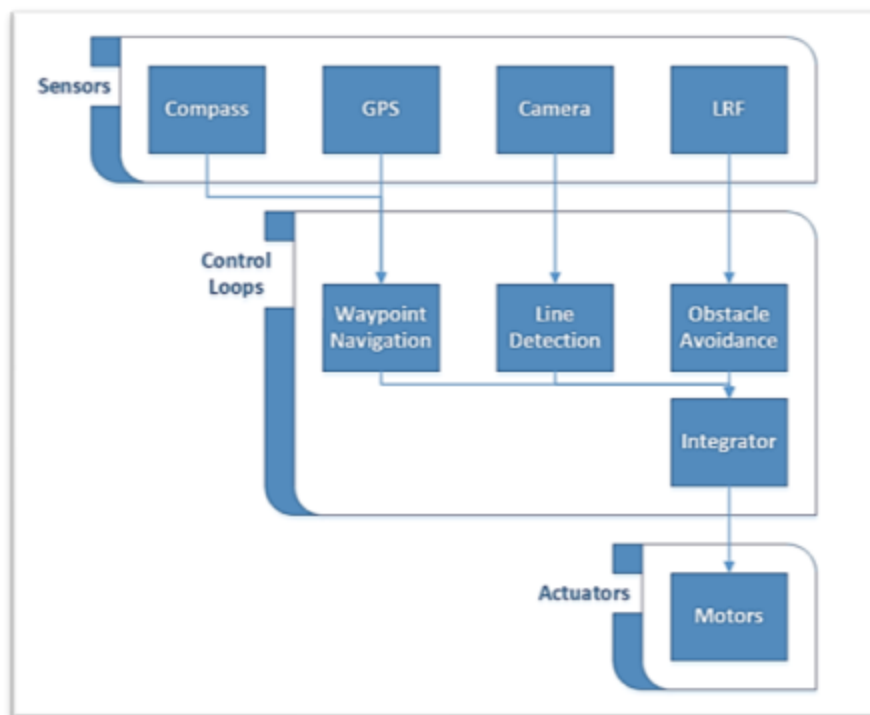 Sensors
Compass
GPS
Camera
LRF
Control
Loops
Waypoint
Navigation
Line
Detection
Obstacle
Avoidance
Integrator
Actuators
Motors